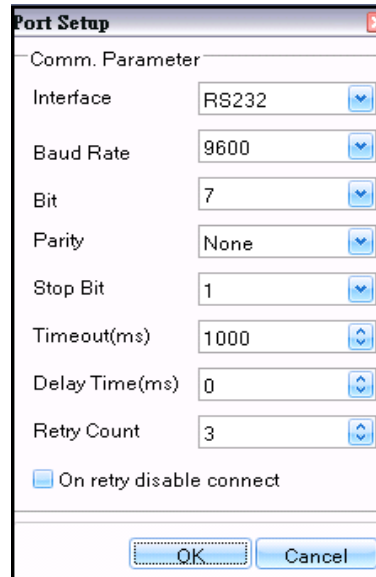 Port Setup
Comm. Parameter
Interface RS232
Baud Rate 9600
Bit 7
Parity None
Stop Bit 1
Timeout(ms) 1000
Delay Time(ms) 0
Retry Count 3
On retry disable connect
OK Cancel